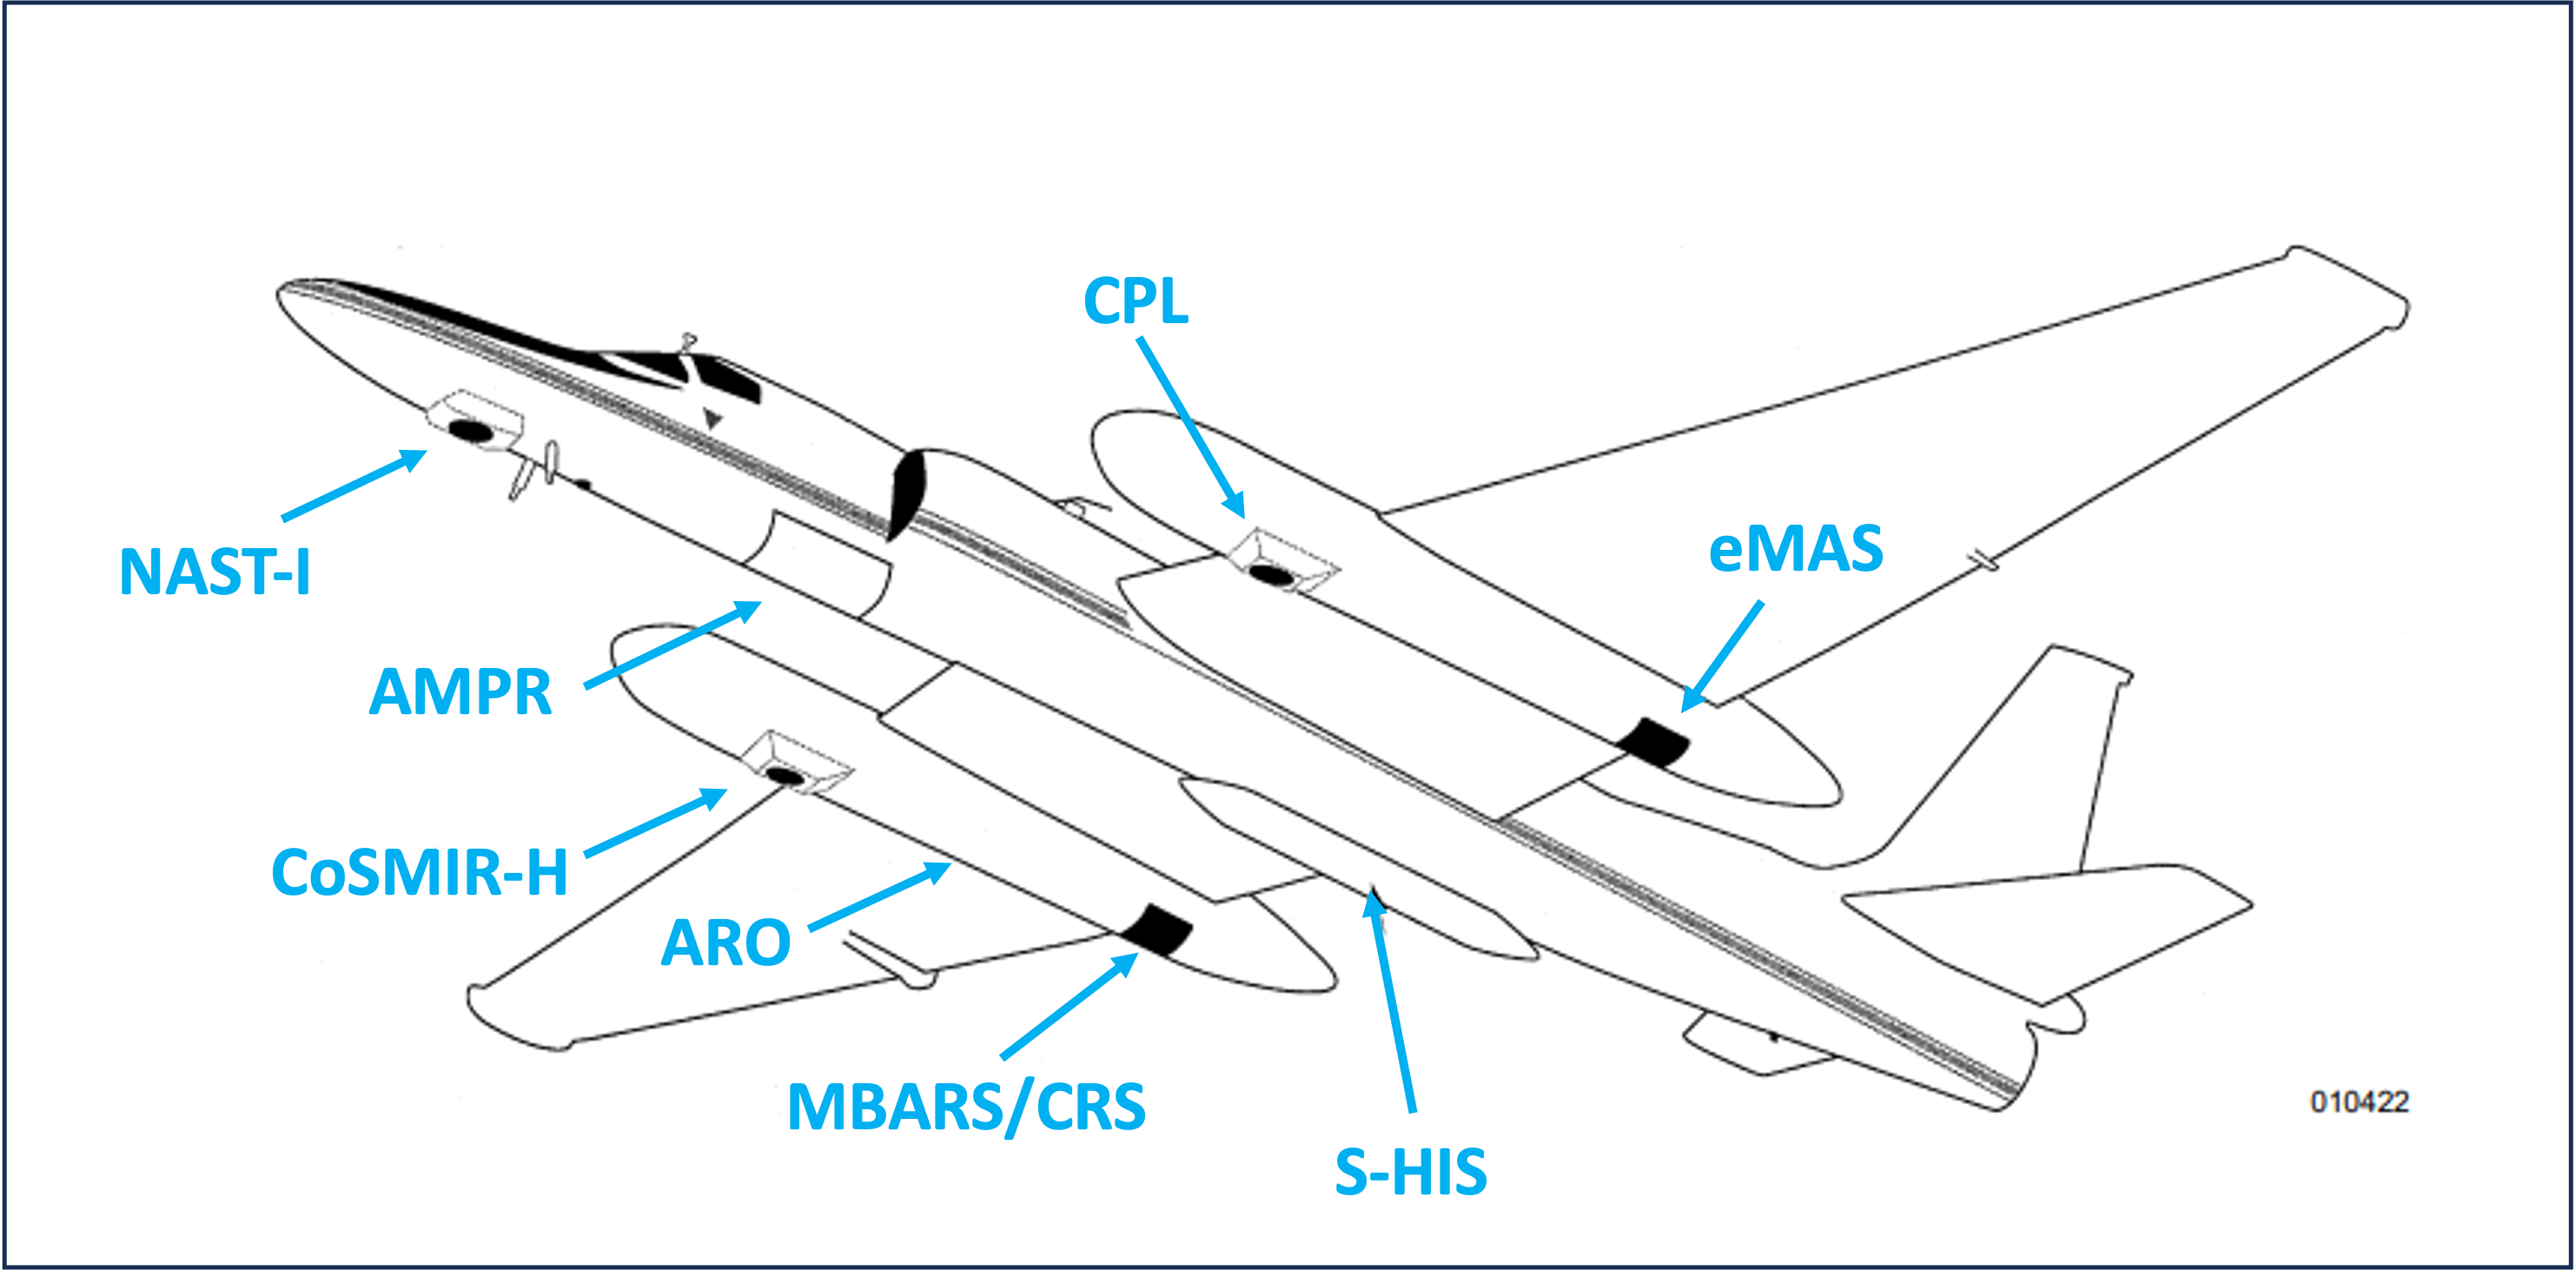 CPL
eMAS
NAST-I
AMPR
CoSMIR-H
ARO
MBARS/CRS
S-HIS
010422